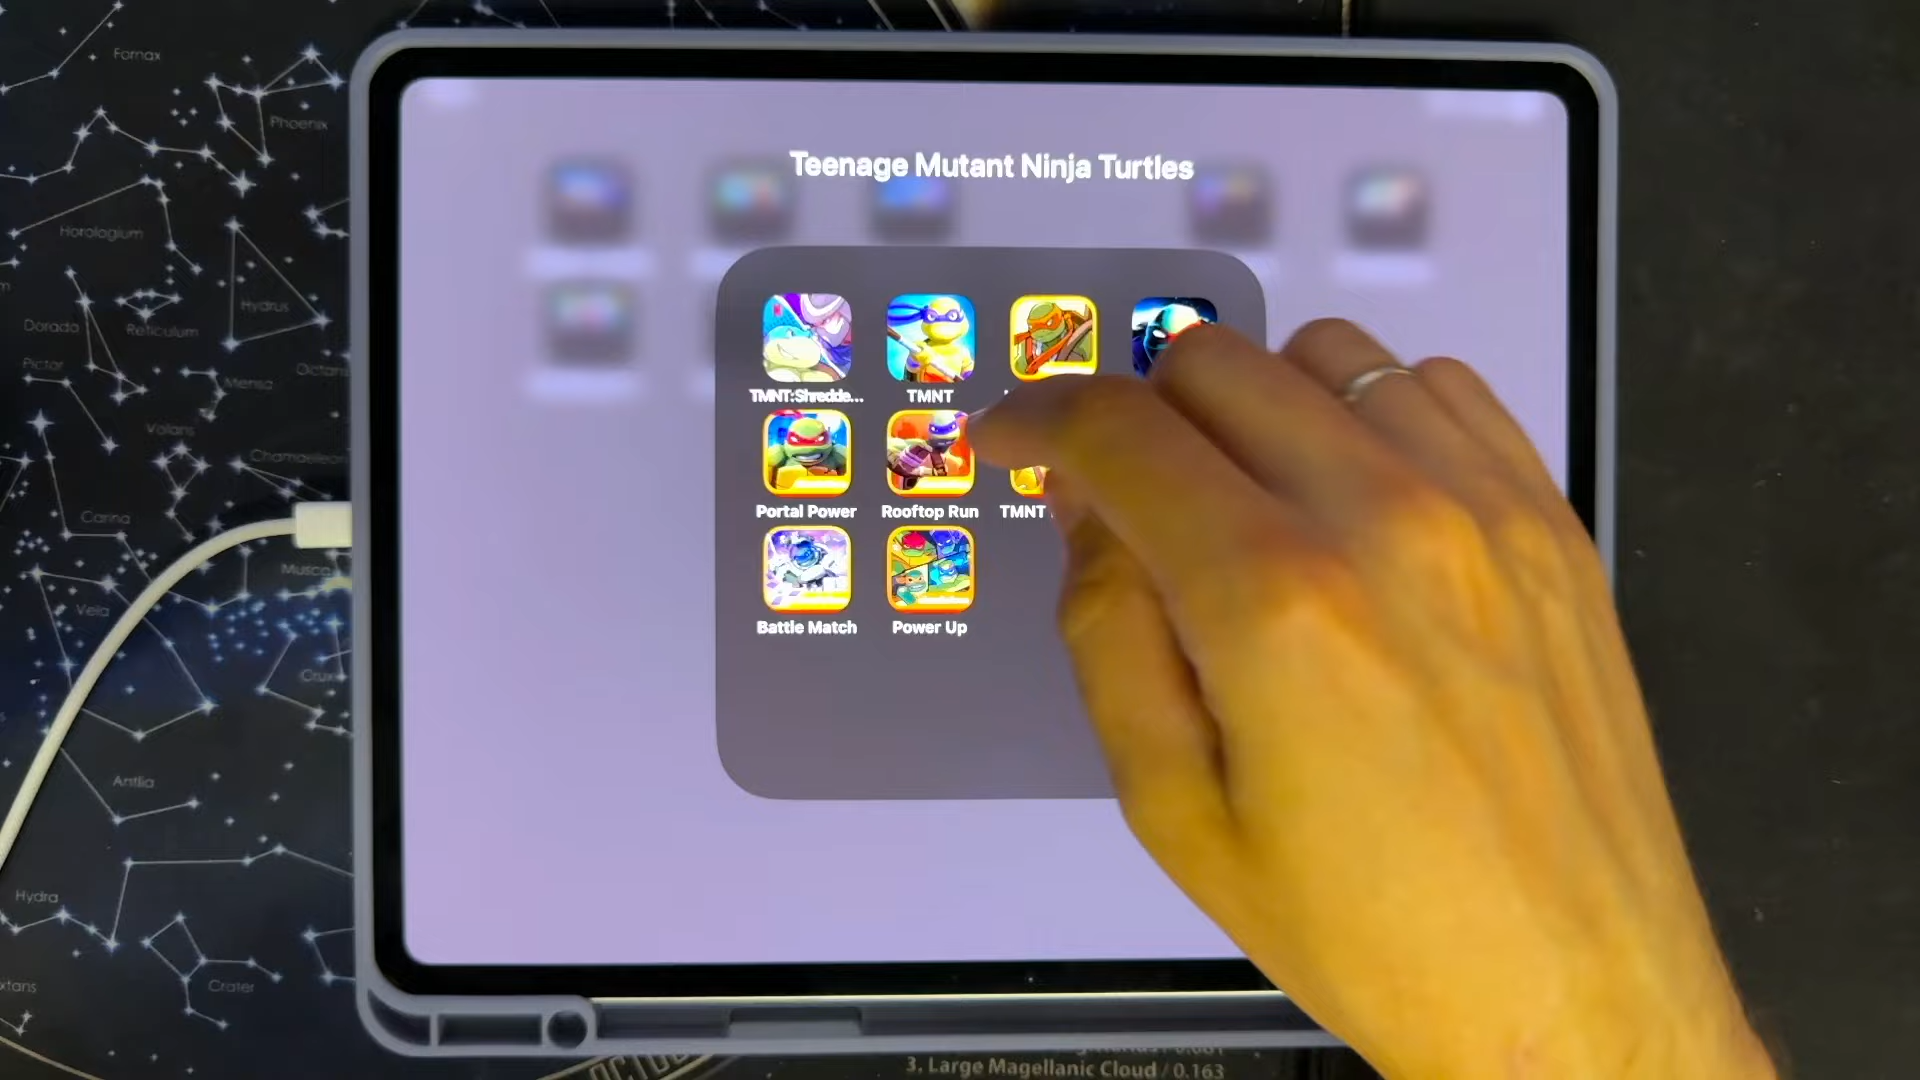 Fornax
Phoenix
Horologium
Hydrus
Dorado
Reticulum
Pictor
Mensa
Octans
Volans
Chamaeleon
Carina
Musca
Vela
Crux
Antlia
Hydra
Crater
Teenage Mutant Ninja Turtles
TMNT:Shredde...
TMNT
Portal Power
Rooftop Run
TMNT
Battle Match
Power Up
3. Large Magellanic Cloud / 0.163